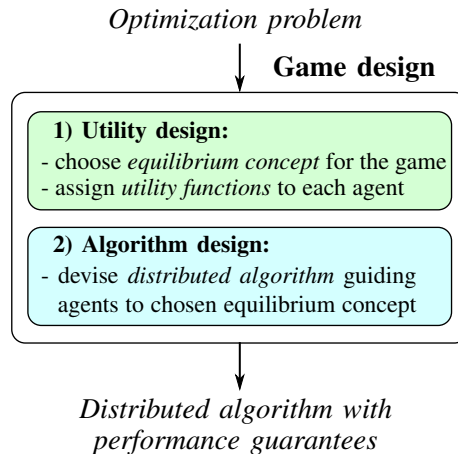 Optimization problem
Game design
1) Utility design:
- choose equilibrium concept for the game
- assign utility functions to each agent
2) Algorithm design:
- devise distributed algorithm guiding
agents to chosen equilibrium concept
Distributed algorithm with
performance guarantees